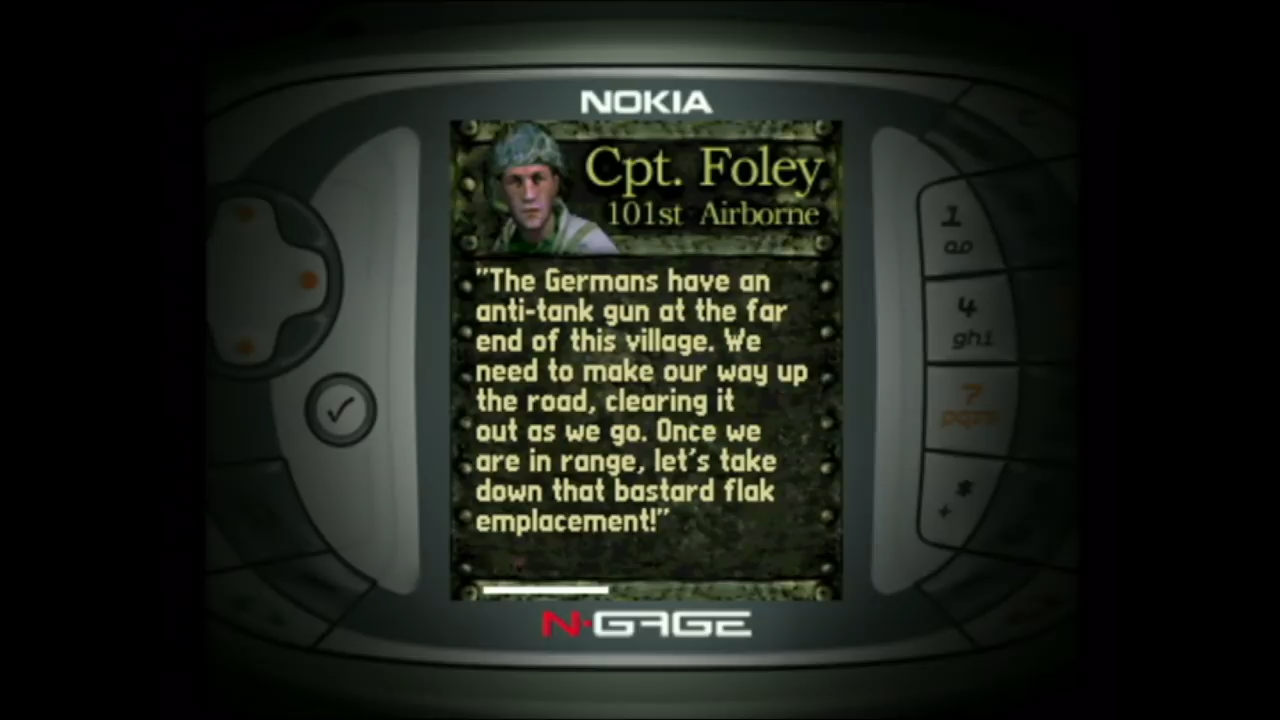 NOKIA
Cpt. Foley
101st Airborne
"The Germans have an
anti-tank gun at the far
end of this village. We
need to make our way up
the road, clearing it
out as we go. Once we
are in range, let's take
down that bastard flak
emplacement!"
N·GAGE
1
4
ghi
7
pqrs
*
+